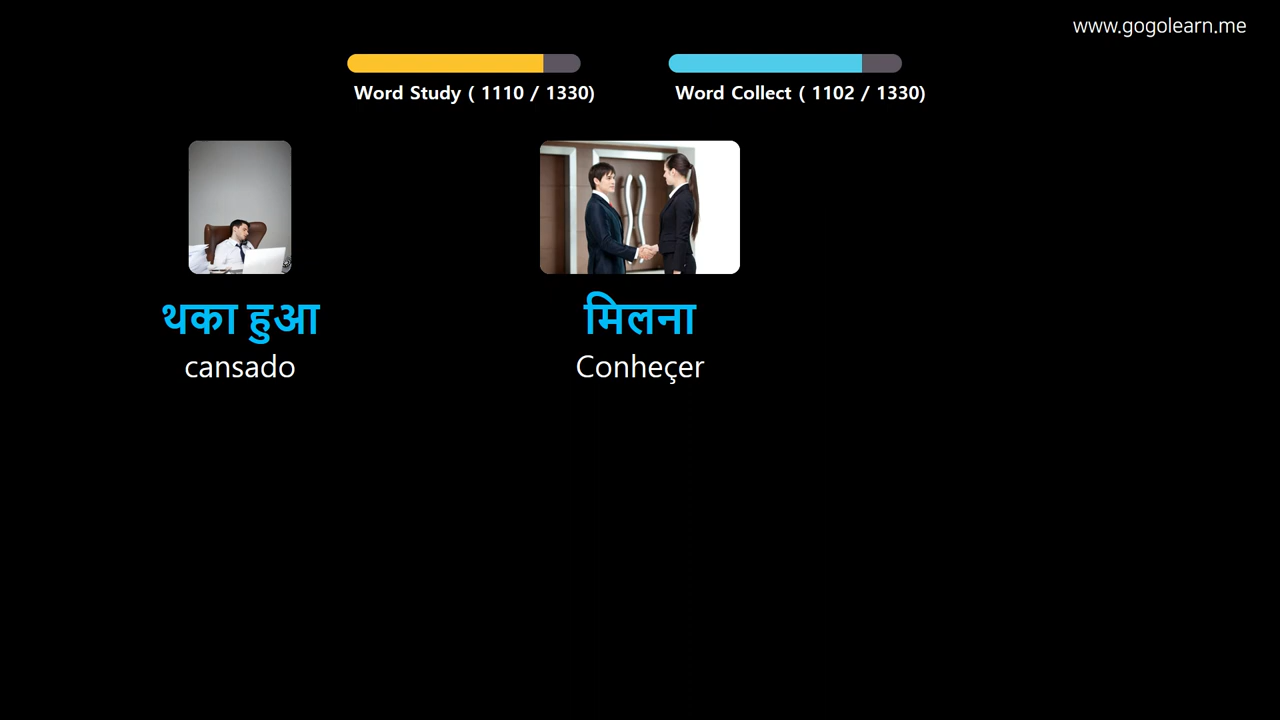 www.gogolearn.me
Word Study ( 1110 / 1330)
Word Collect ( 1102 / 1330)
थका हुआ
cansado
मिलना
Conheçer